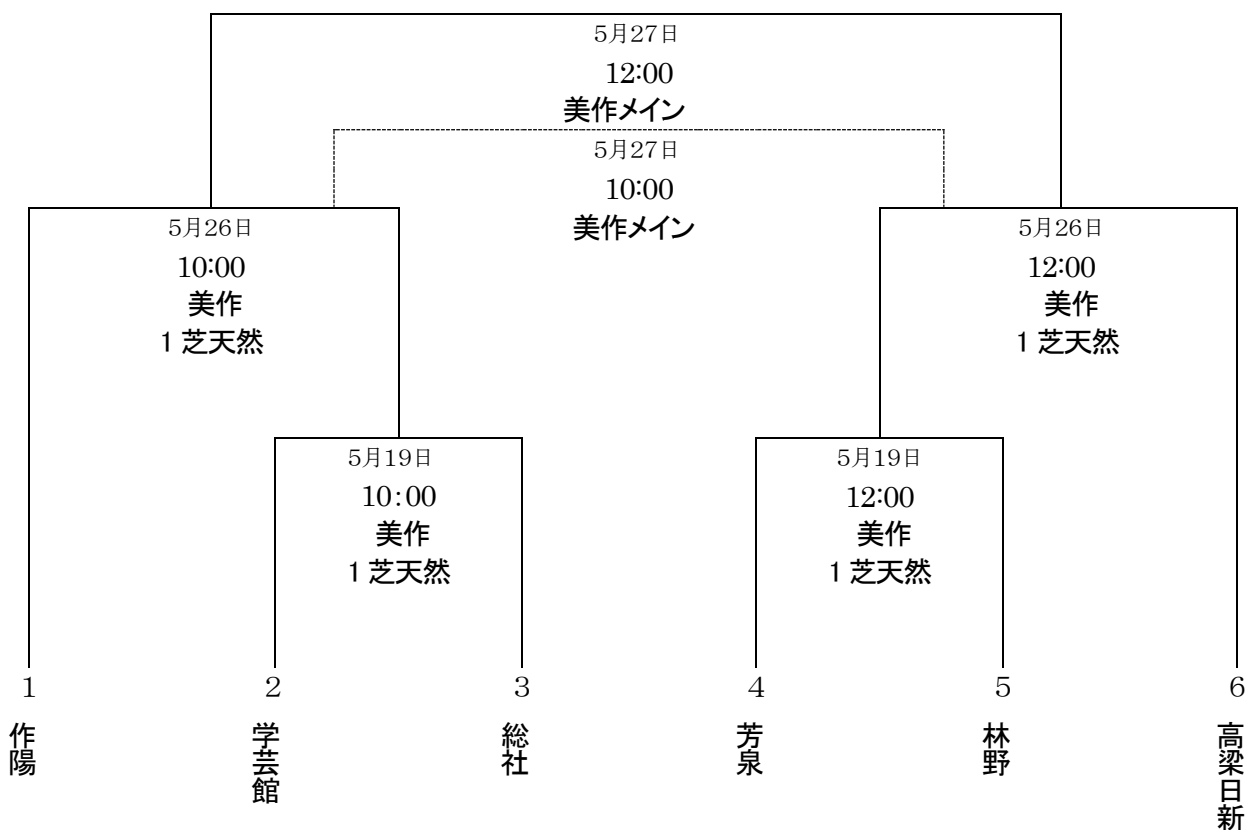 5月27日
12:00
美作メイン
5月27日
10:00
美作メイン
5月26日
10:00
美作
1芝天然
5月26日
12:00
美作
1芝天然
5月19日
10:00
美作
1芝天然
5月19日
12:00
美作
1芝天然
1
2
3
4
5
6
作陽
学芸館
総社
芳泉
林野
高梁日新